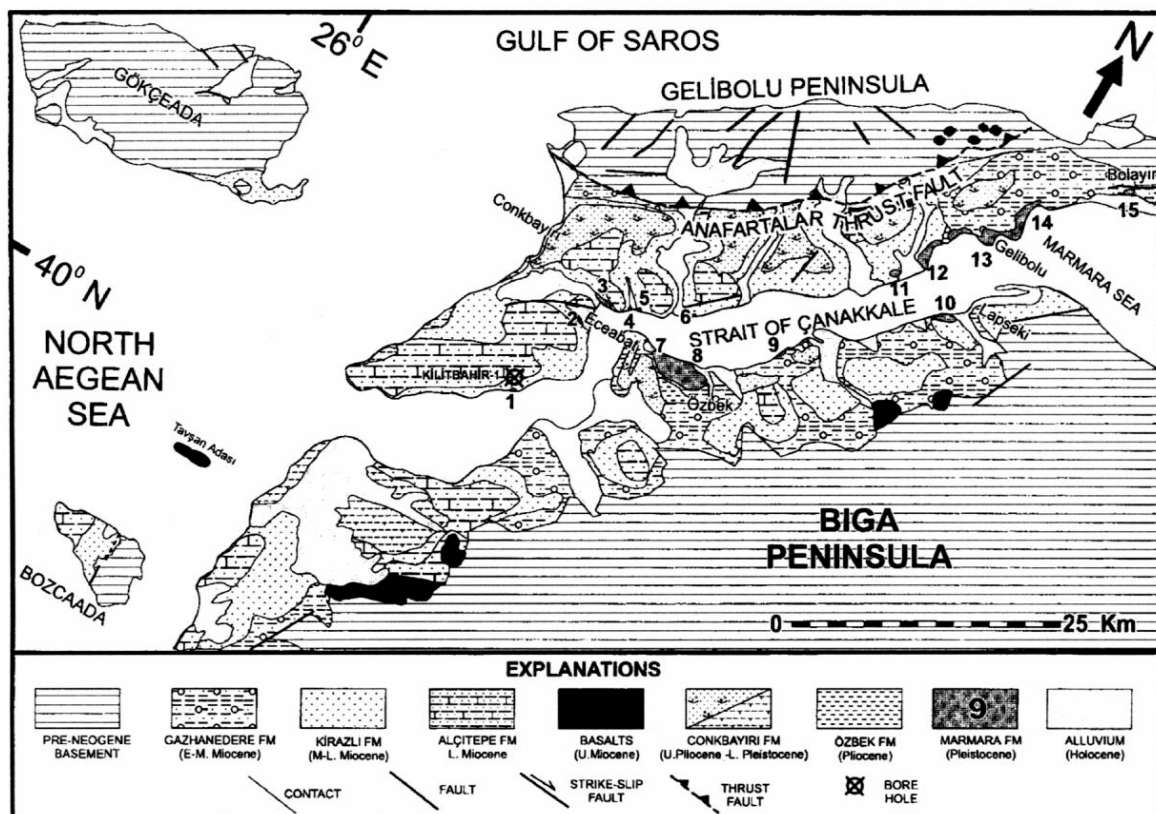 26° E
GULF OF SAROS
N
GÖKÇEADA
GELIBOLU PENINSULA
Bolayır
Conkbayırı
ANAFARTALAR THRUST FAULT
15
14
MARMARA SEA
40° N
13
Gelibolu
12
11
3
5
10
Lapseki
2
Eceabat
4
6
STRAIT OF ÇANAKKALE
NORTH
AEGEAN
SEA
7
8
9
KİLİTBAHİR-1
1
Özbek
Tavşan Adası
BIGA
PENINSULA
BOZCAADA
0 25 Km
EXPLANATIONS
9
PRE-NEOGENE
BASEMENT
GAZHANEDERE FM
(E-M. Miocene)
KİRAZLI FM
(M-L. Miocene)
ALÇITEPE FM
L. Miocene
BASALTS
(U.Miocene)
CONKBAYIRI FM
(U.Pliocene -L. Pleistocene)
ÖZBEK FM
(Pliocene)
MARMARA FM
(Pleistocene)
ALLUVIUM
(Holocene)
CONTACT
FAULT
STRIKE-SLIP
FAULT
THRUST
FAULT
BORE
HOLE